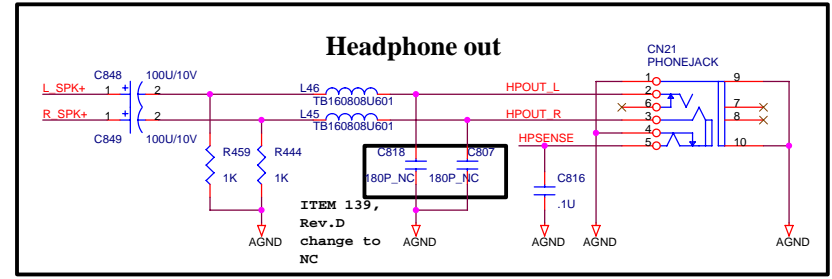 Headphone out
CN21
PHONEJACK
C848 100U/10V
L_SPK+ 1 + 2
R_SPK+ 1 + 2
C849 100U/10V
L46
TB160808U601
L45
TB160808U601
HPOUT_L
HPOUT_R
HPSENSE
1 9
2
6 7
3 8
4
5 10
R459
1K
R444
1K
C818
180P_NC
C807
180P_NC
C816
.1U
ITEM 139,
Rev.D
change to
NC
AGND AGND AGND AGND AGND